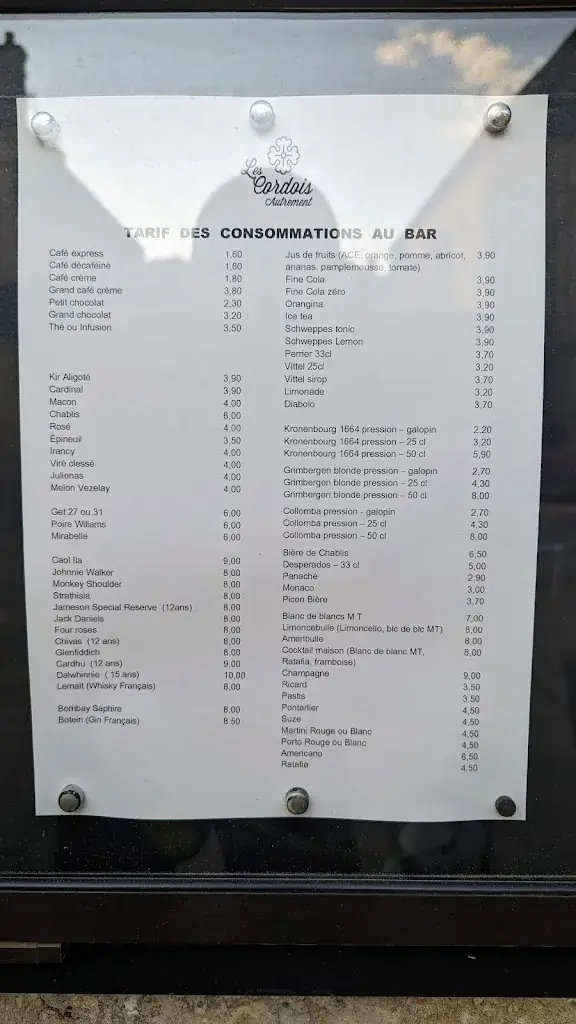 Les
Cordois
Autrement
TARIF DES CONSOMMATIONS AU BAR
Café express 1,60
Café décaféiné 1,60
Café crème 1,80
Grand café crème 3,80
Petit chocolat 2,30
Grand chocolat 3,20
Thé ou Infusion 3,50
Kir Aligoté 3,90
Cardinal 3,90
Macon 4,00
Chablis 6,00
Rosé 4,00
Épineuil 3,50
Irancy 4,00
Viré clessé 4,00
Julienas 4,00
Melon Vezelay 4,00
Get 27 ou 31 6,00
Poire Willams 6,00
Mirabelle 6,00
Caol Ila 9,00
Johnnie Walker 8,00
Monkey Shoulder 8,00
Strathisla 8,00
Jameson Special Reserve (12ans) 8,00
Jack Daniels 8,00
Four roses 8,00
Chivas (12 ans) 8,00
Glenfiddich 8,00
Cardhu (12 ans) 9,00
Dalwhinnie ( 15 ans) 10,00
Lemalt (Whisky Français) 8,00
Bombay Saphire 8,00
Botein (Gin Français) 8,50
Jus de fruits (ACE, orange, pomme, abricot, 3,90
ananas, pamplemousse, tomate)
Fine Cola 3,90
Fine Cola zéro 3,90
Orangina 3,90
Ice tea 3,90
Schweppes tonic 3,90
Schweppes Lemon 3,90
Perrier 33cl 3,70
Vittel 25cl 3,20
Vittel sirop 3,70
Limonade 3,20
Diabolo 3,70
Kronenbourg 1664 pression – galopin 2,20
Kronenbourg 1664 pression – 25 cl 3,20
Kronenbourg 1664 pression – 50 cl 5,90
Grimbergen blonde pression – galopin 2,70
Grimbergen blonde pression – 25 cl 4,30
Grimbergen blonde pression – 50 cl 8,00
Collomba pression - galopin 2,70
Collomba pression – 25 cl 4,30
Collomba pression – 50 cl 8,00
Bière de Chablis 6,50
Desperados – 33 cl 5,00
Panaché 2,90
Monaco 3,00
Picon Bière 3,70
Blanc de blancs M T 7,00
Limoncebulle (Limoncello, blc de blc MT) 8,00
Ameribulle 8,00
Cocktail maison (Blanc de blanc MT, 8,00
Ratafia, framboise)
Champagne 9,00
Ricard 3,50
Pastis 3,50
Pontarlier 4,50
Suze 4,50
Martini Rouge ou Blanc 4,50
Porto Rouge ou Blanc 4,50
Americano 6,50
Ratafia 4,50